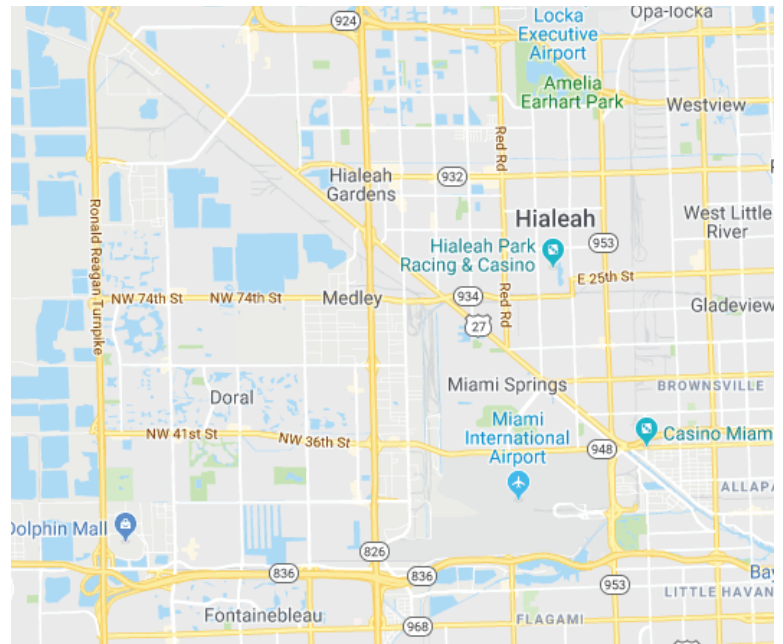 924
Locka
Executive
Airport
Opa-locka
Amelia
Earhart Park
Westview
Red Rd
Hialeah
Gardens
932
Ronald Reagan Turnpike
Hialeah
West Little
River
Hialeah Park
Racing & Casino
953
E 25th St
NW 74th St
NW 74th St
Medley
934
Red Rd
Gladeview
27
Miami Springs
BROWNSVILLE
Doral
Miami
International
Airport
NW 41st St
NW 36th St
948
Casino Miam
ALLAPA
Dolphin Mall
826
836
836
953
Bay
LITTLE HAVAN
Fontainebleau
968
FLAGAMI